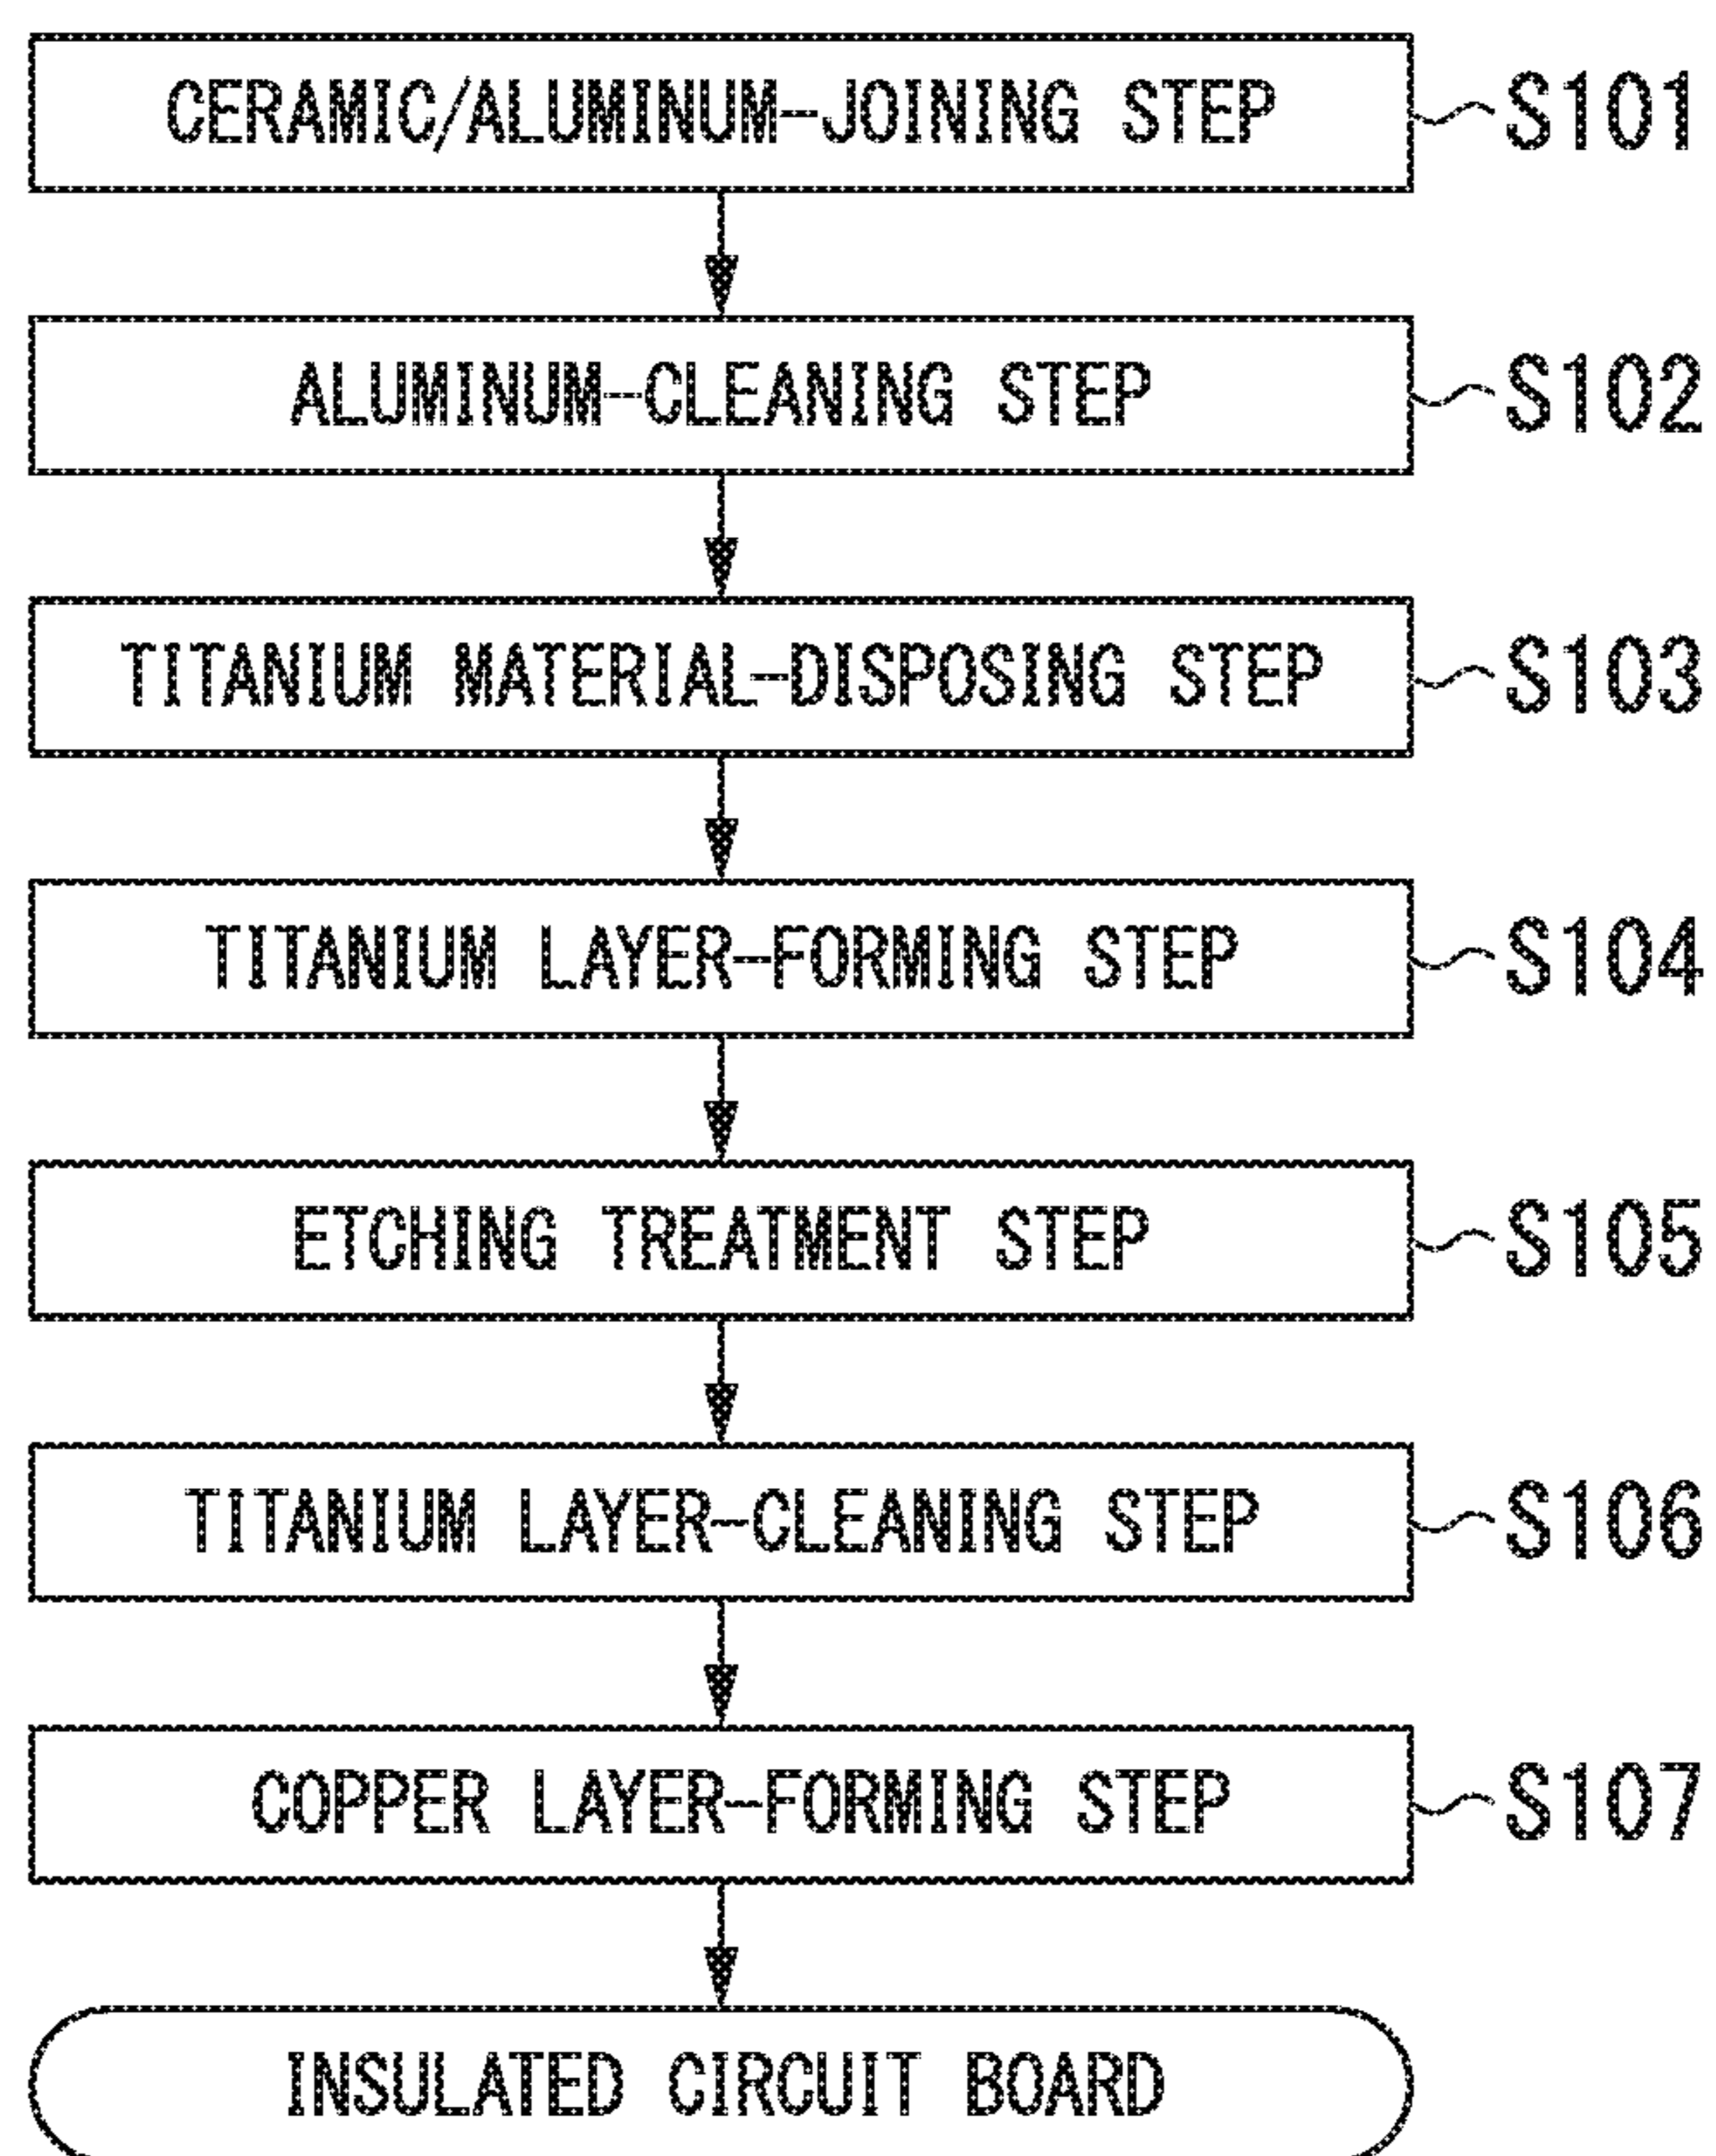 CERAMIC/ALUMINUM-JOINING STEP S101
ALUMINUM-CLEANING STEP S102
TITANIUM MATERIAL-DISPOSING STEP S103
TITANIUM LAYER-FORMING STEP S104
ETCHING TREATMENT STEP S105
TITANIUM LAYER-CLEANING STEP S106
COPPER LAYER-FORMING STEP S107
INSULATED CIRCUIT BOARD